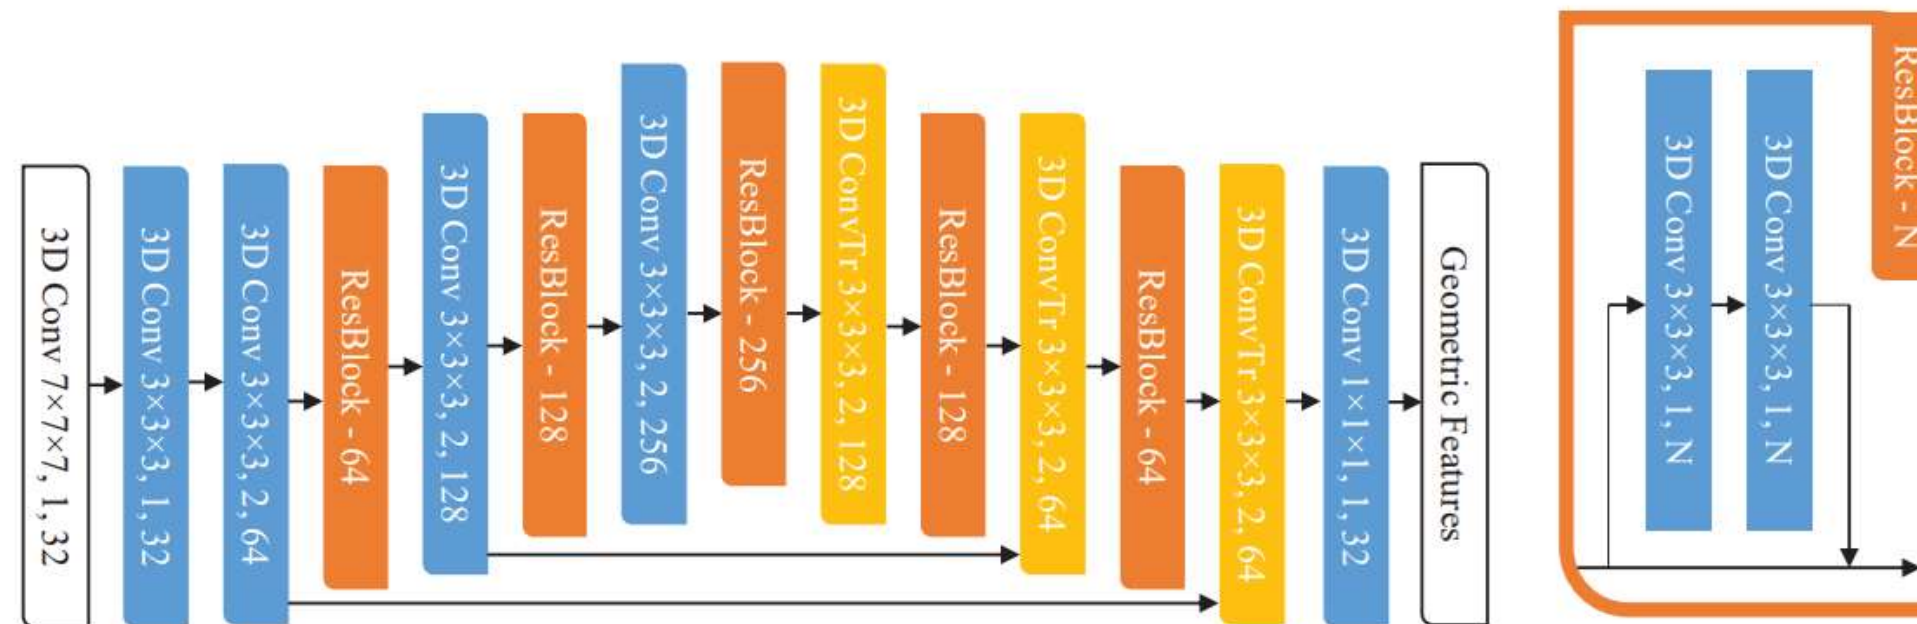 3D Conv 7×7×7, 1, 32
3D Conv 3×3×3, 1, 32
3D Conv 3×3×3, 2, 64
ResBlock - 64
3D Conv 3×3×3, 2, 128
ResBlock - 128
3D Conv 3×3×3, 2, 256
ResBlock - 256
3D ConvTr 3×3×3, 2, 128
ResBlock - 128
3D ConvTr 3×3×3, 2, 64
ResBlock - 64
3D ConvTr 3×3×3, 2, 64
3D Conv 1×1×1, 1, 32
Geometric Features
3D Conv 3×3×3, 1, N
3D Conv 3×3×3, 1, N
ResBlock - N